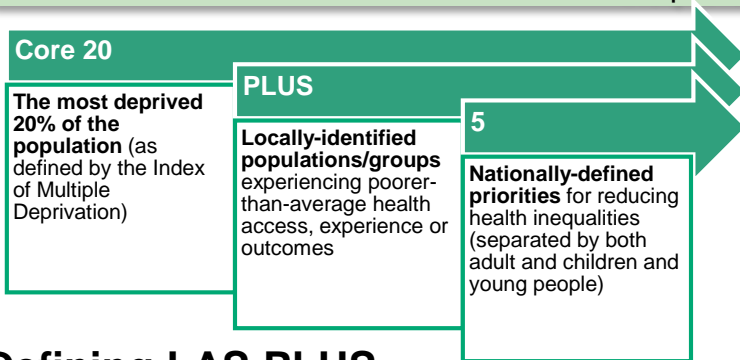 Core 20
The most deprived
20% of the
population (as
defined by the Index
of Multiple
Deprivation)
PLUS
Locally-identified
populations/groups
experiencing poorer-
than-average health
access, experience or
outcomes
5
Nationally-defined
priorities for reducing
health inequalities
(separated by both
adult and children and
young people)